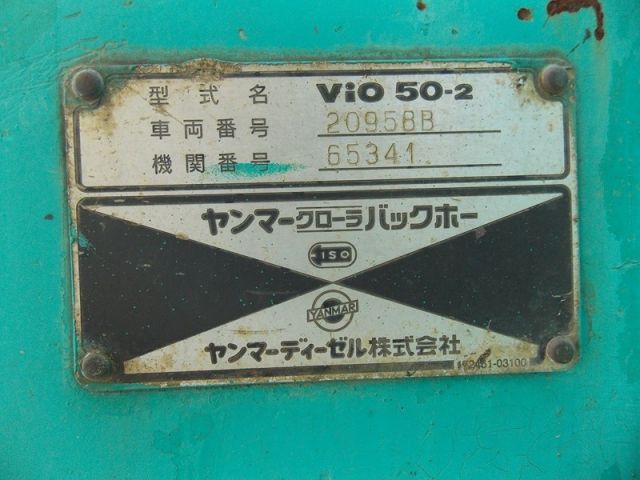 型式名 ViO 50-2
車両番号 20958B
機関番号 65341
ヤンマークローラバックホー
ISO
YANMAR
ヤンマーディーゼル株式会社